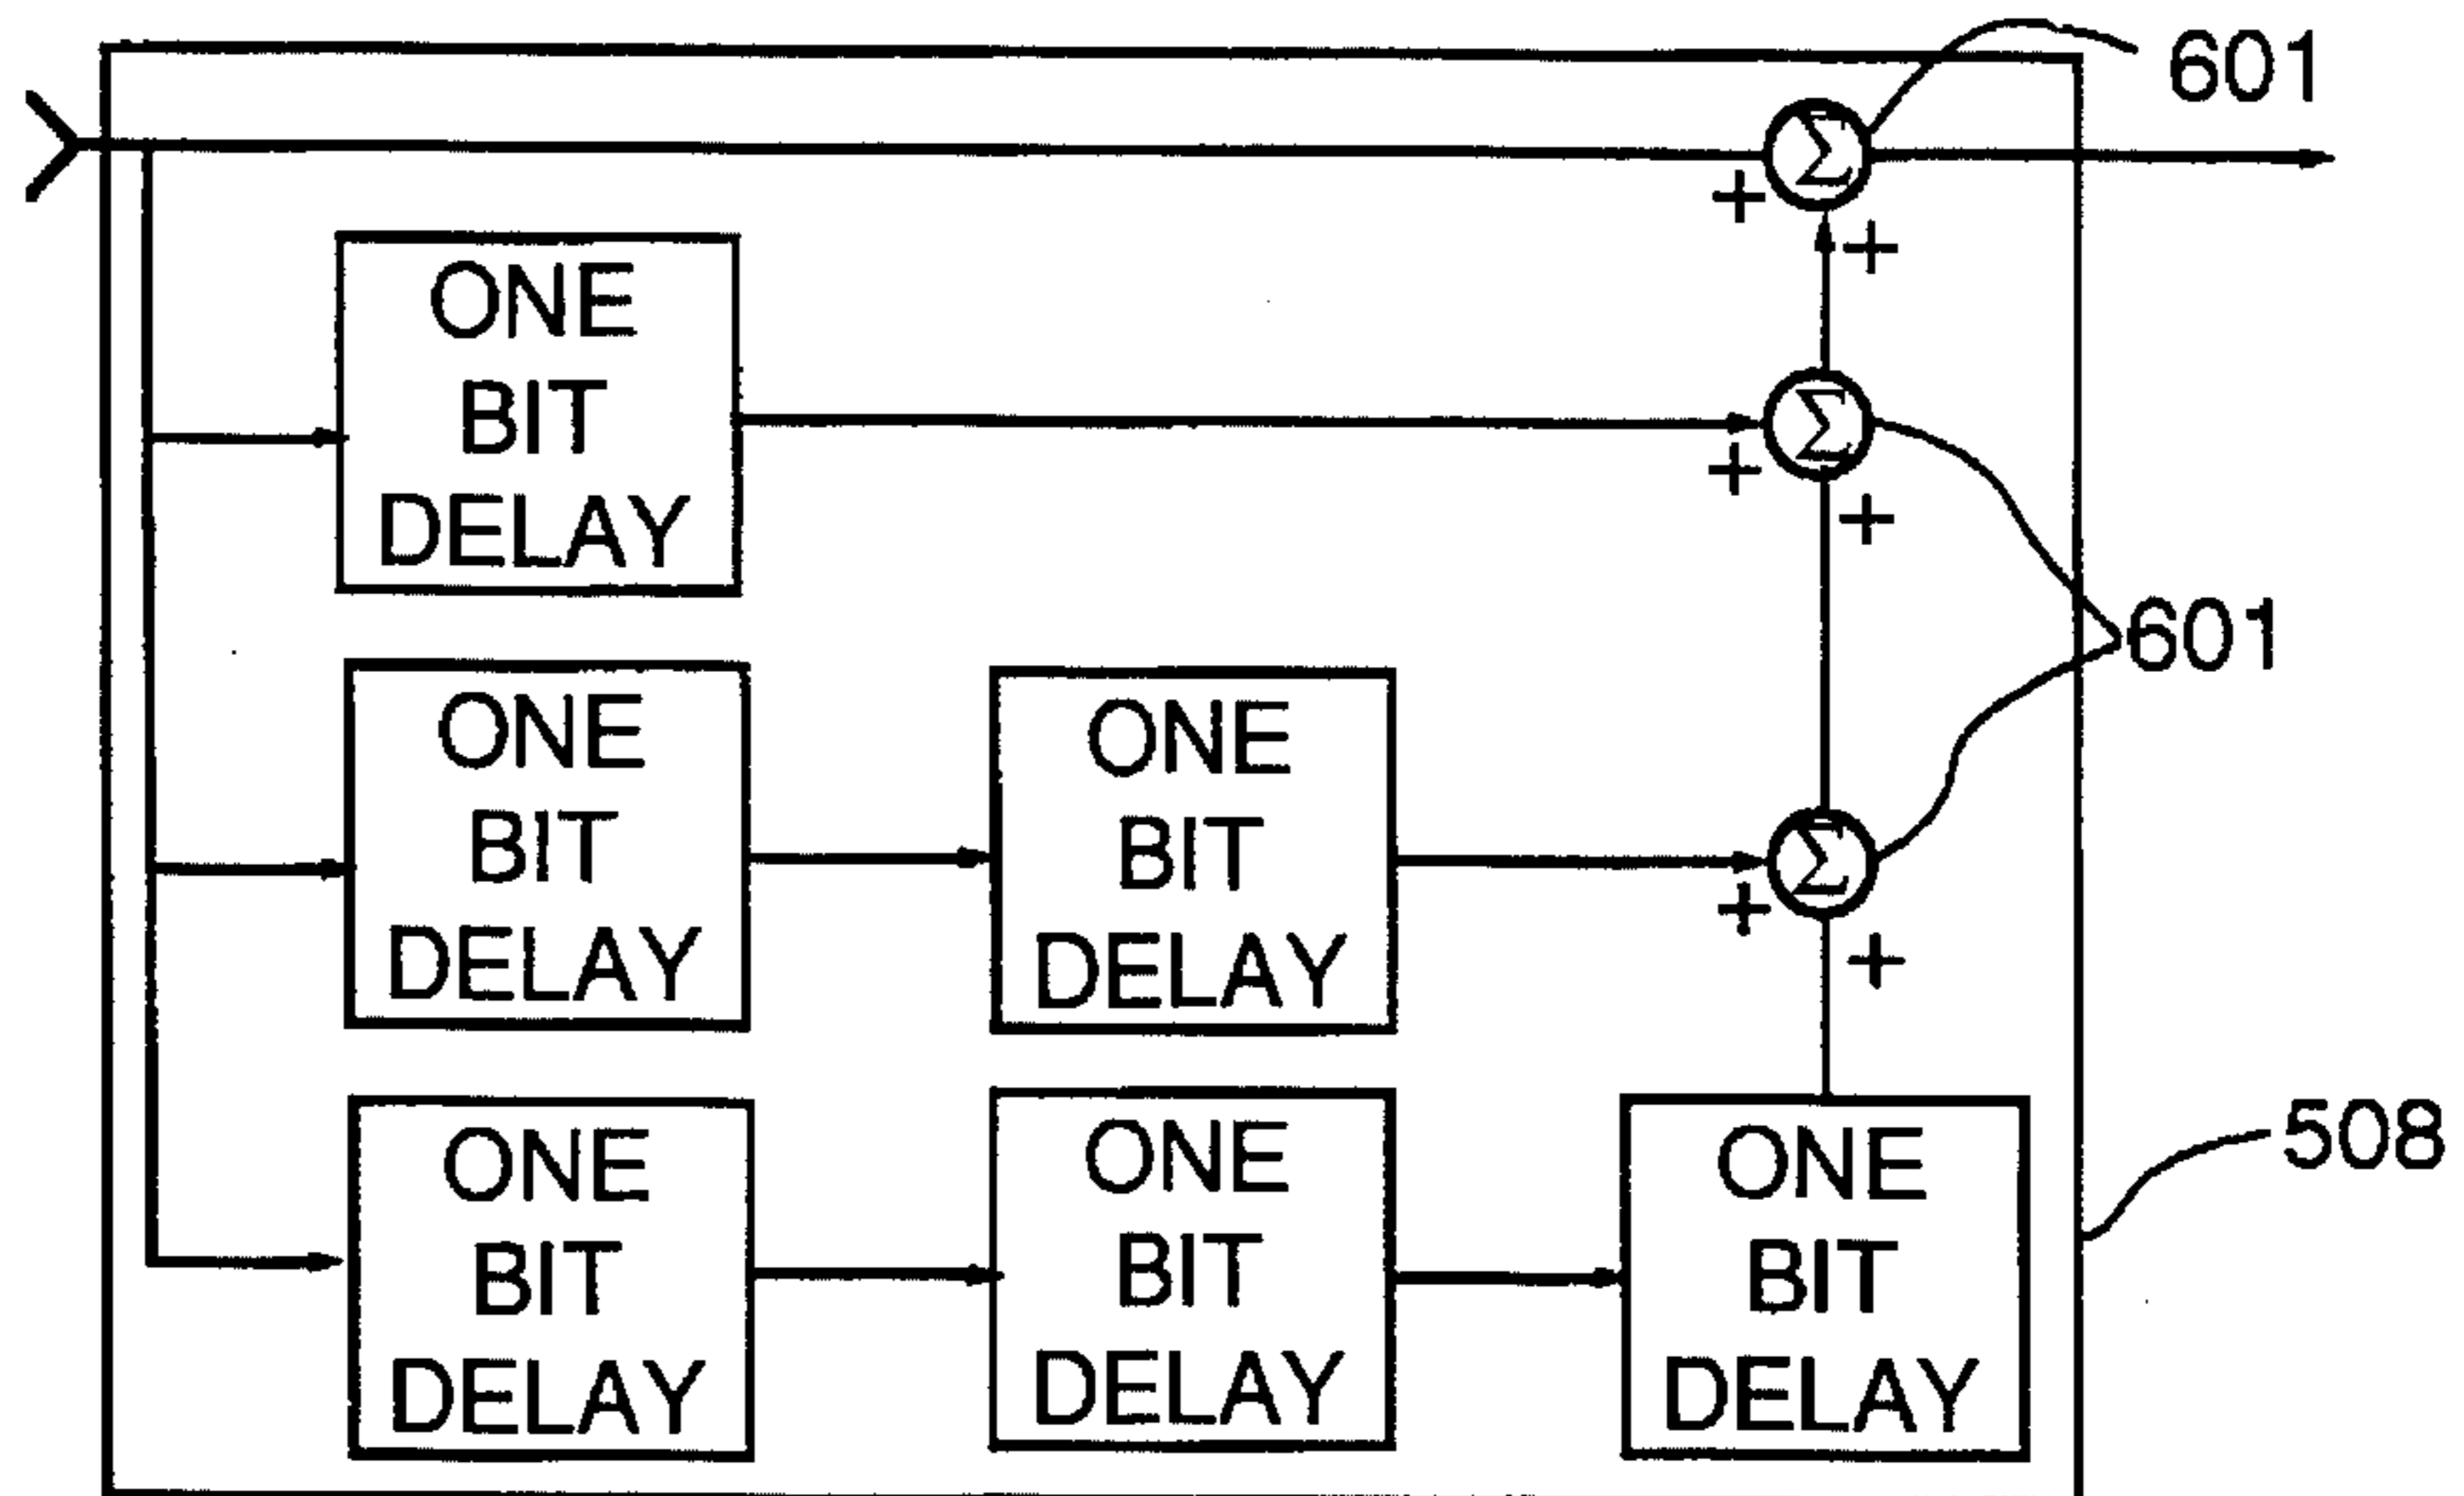 601
Σ
+
+
ONE
BIT
DELAY
Σ
+
+
601
ONE
BIT
DELAY
ONE
BIT
DELAY
Σ
+
+
ONE
BIT
DELAY
ONE
BIT
DELAY
ONE
BIT
DELAY
508